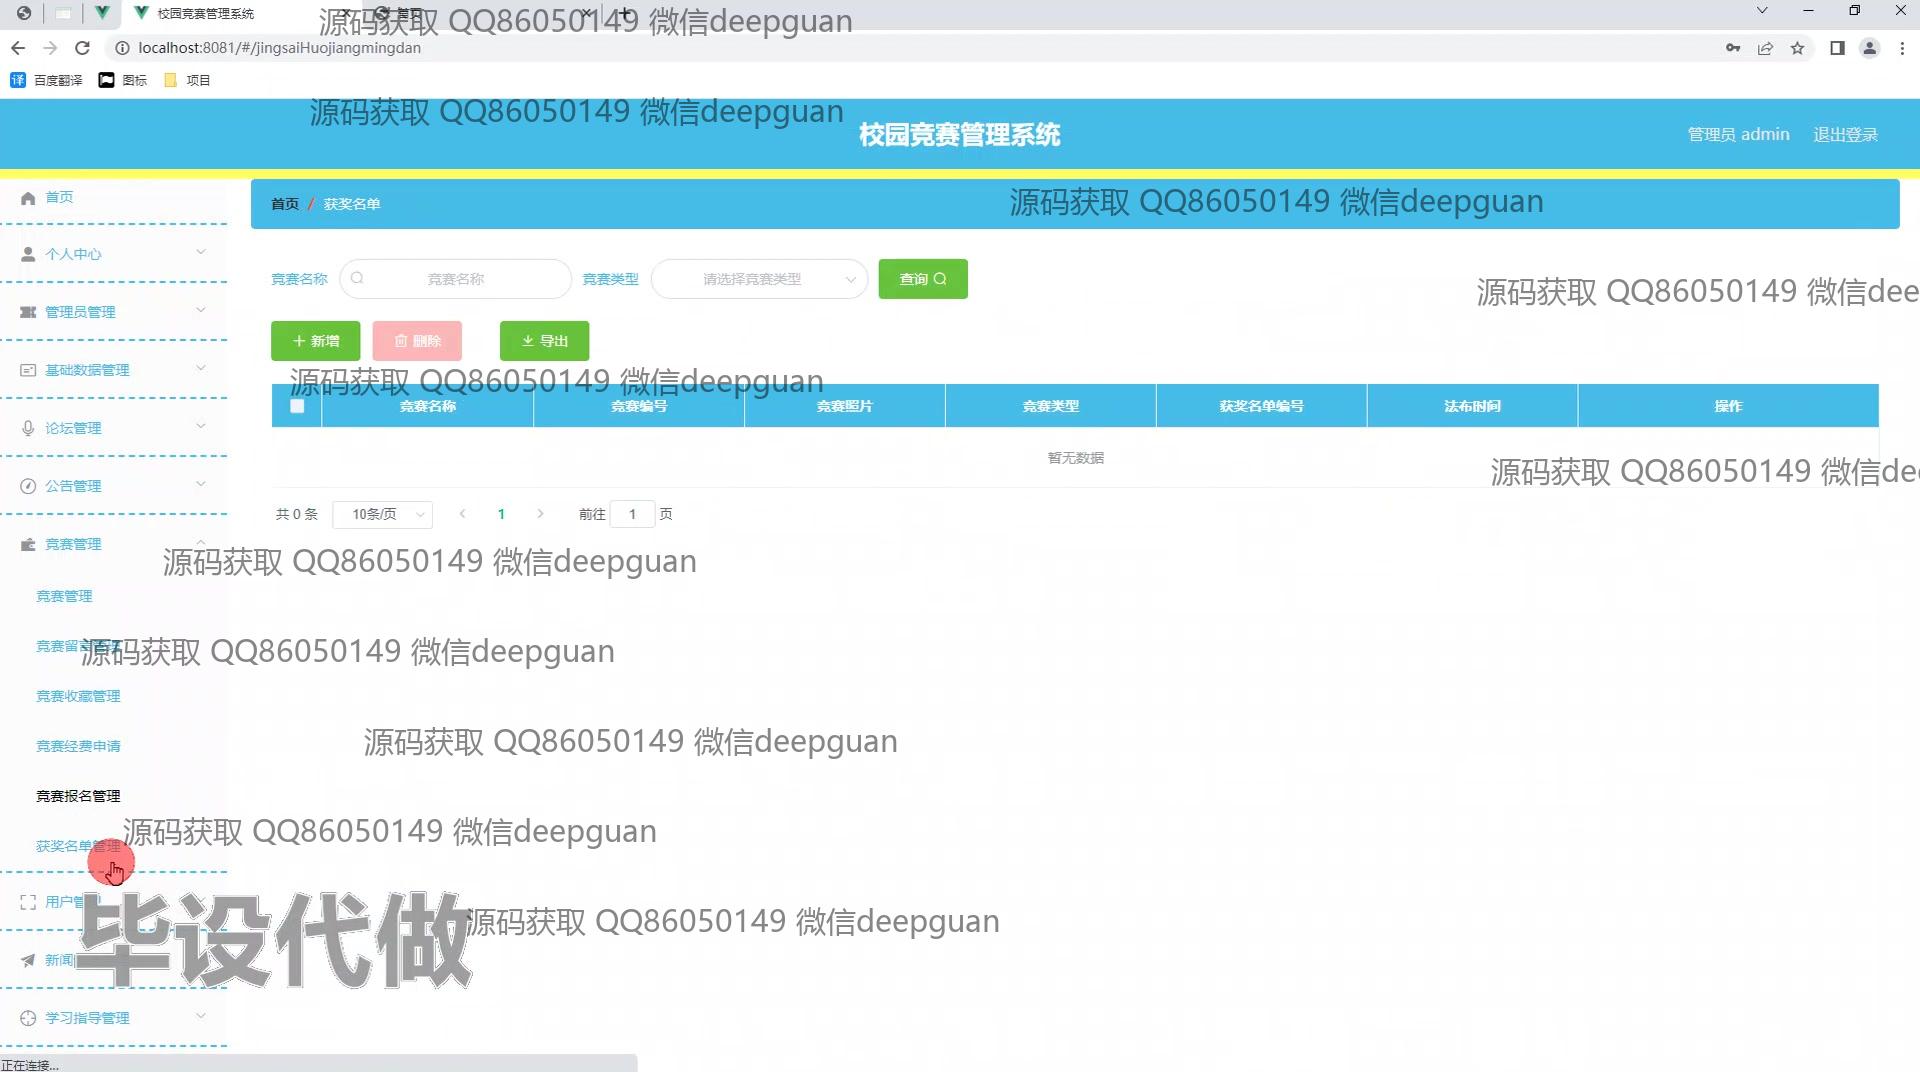 校园竞赛管理系统
首页
源码获取 QQ86050149 微信deepguan
localhost:8081/#/jingsaiHuojiangmingdan
百度翻译 图标 项目
源码获取 QQ86050149 微信deepguan
校园竞赛管理系统
管理员 admin 退出登录
首页
首页 / 获奖名单
源码获取 QQ86050149 微信deepguan
个人中心
竞赛名称 竞赛名称 竞赛类型 请选择竞赛类型 查询
源码获取 QQ86050149 微信dee
管理员管理
新增 删除 导出
基础数据管理
源码获取 QQ86050149 微信deepguan
竞赛名称 竞赛编号 竞赛照片 竞赛类型 获奖名单编号 法布时间 操作
论坛管理
暂无数据
源码获取 QQ86050149 微信dee
公告管理
共 0 条 10条/页 1 前往 1 页
竞赛管理
源码获取 QQ86050149 微信deepguan
竞赛管理
竞赛留言管理
源码获取 QQ86050149 微信deepguan
竞赛收藏管理
竞赛经费申请
源码获取 QQ86050149 微信deepguan
竞赛报名管理
获奖名单管理
源码获取 QQ86050149 微信deepguan
用户管理
毕设代做
源码获取 QQ86050149 微信deepguan
新闻
学习指导管理
正在连接...